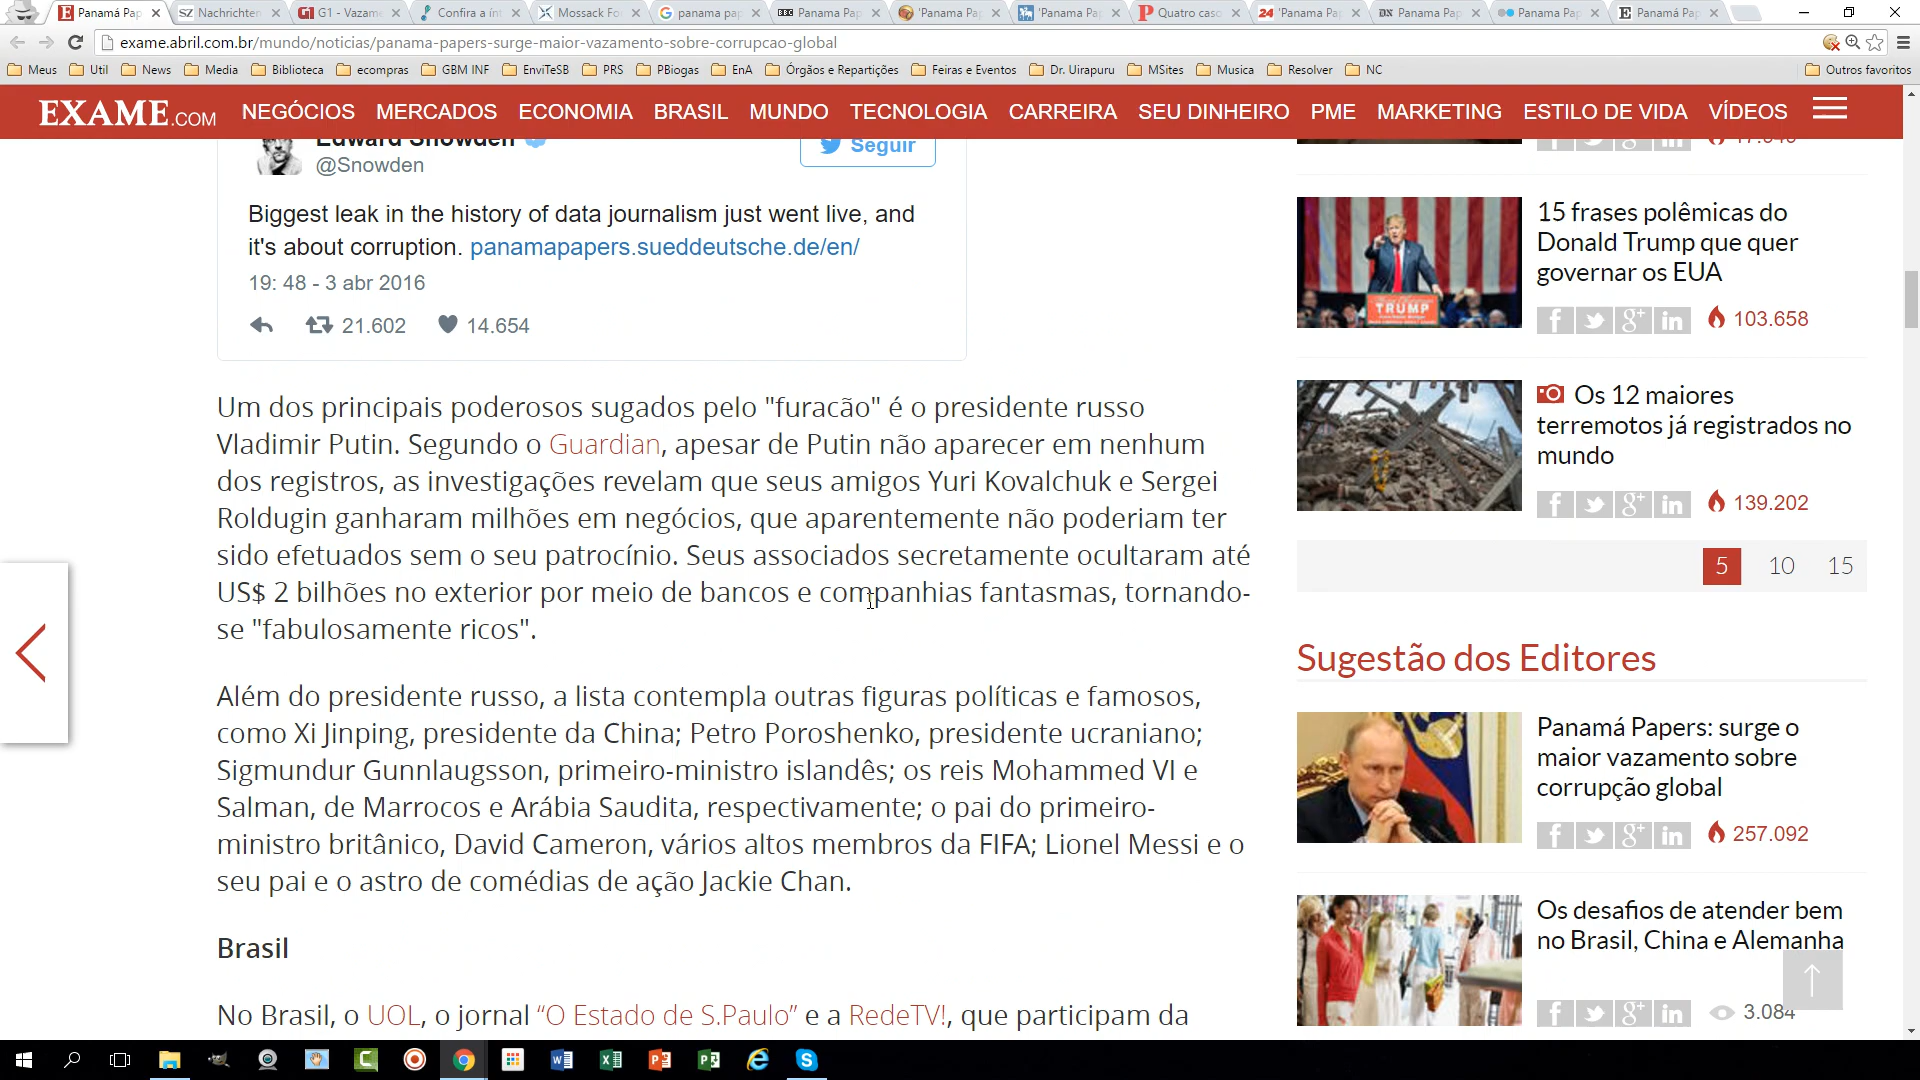 Panamá Pap
Nachrichten
G1 - Vazame
Confira a ínt
Mossack Fo
panama pap
Panama Pap
'Panama Pa
'Panama Pa
Quatro caso
'Panama Pa
Panama Pap
Panama Pap
Panamá Pap
exame.abril.com.br/mundo/noticias/panama-papers-surge-maior-vazamento-sobre-corrupcao-global
Meus Util News Media Biblioteca ecompras GBM INF EnviTeSB PRS PBiogas EnA Órgãos e Repartições Feiras e Eventos Dr. Uirapuru MSites Musica Resolver NC Outros favoritos
EXAME.COM NEGÓCIOS MERCADOS ECONOMIA BRASIL MUNDO TECNOLOGIA CARREIRA SEU DINHEIRO PME MARKETING ESTILO DE VIDA VÍDEOS
Edward Snowden
@Snowden
Seguir
Biggest leak in the history of data journalism just went live, and
it's about corruption. panamapapers.sueddeutsche.de/en/
19: 48 - 3 abr 2016
21.602 14.654
Um dos principais poderosos sugados pelo "furacão" é o presidente russo
Vladimir Putin. Segundo o Guardian, apesar de Putin não aparecer em nenhum
dos registros, as investigações revelam que seus amigos Yuri Kovalchuk e Sergei
Roldugin ganharam milhões em negócios, que aparentemente não poderiam ter
sido efetuados sem o seu patrocínio. Seus associados secretamente ocultaram até
US$ 2 bilhões no exterior por meio de bancos e companhias fantasmas, tornando-
se "fabulosamente ricos".
Além do presidente russo, a lista contempla outras figuras políticas e famosos,
como Xi Jinping, presidente da China; Petro Poroshenko, presidente ucraniano;
Sigmundur Gunnlaugsson, primeiro-ministro islandês; os reis Mohammed VI e
Salman, de Marrocos e Arábia Saudita, respectivamente; o pai do primeiro-
ministro britânico, David Cameron, vários altos membros da FIFA; Lionel Messi e o
seu pai e o astro de comédias de ação Jackie Chan.
Brasil
No Brasil, o UOL, o jornal “O Estado de S.Paulo” e a RedeTV!, que participam da
15 frases polêmicas do
Donald Trump que quer
governar os EUA
TRUMP
103.658
Os 12 maiores
terremotos já registrados no
mundo
139.202
5 10 15
Sugestão dos Editores
Panamá Papers: surge o
maior vazamento sobre
corrupção global
257.092
Os desafios de atender bem
no Brasil, China e Alemanha
3.084